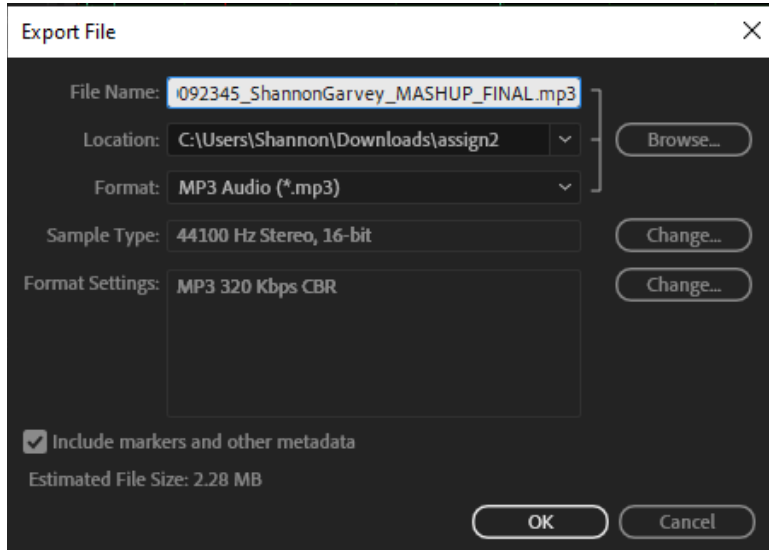 Export File
File Name: 092345_ShannonGarvey_MASHUP_FINAL.mp3
Location: C:\Users\Shannon\Downloads\assign2 Browse...
Format: MP3 Audio (*.mp3)
Sample Type: 44100 Hz Stereo, 16-bit Change...
Format Settings: MP3 320 Kbps CBR Change...
Include markers and other metadata
Estimated File Size: 2.28 MB
OK Cancel